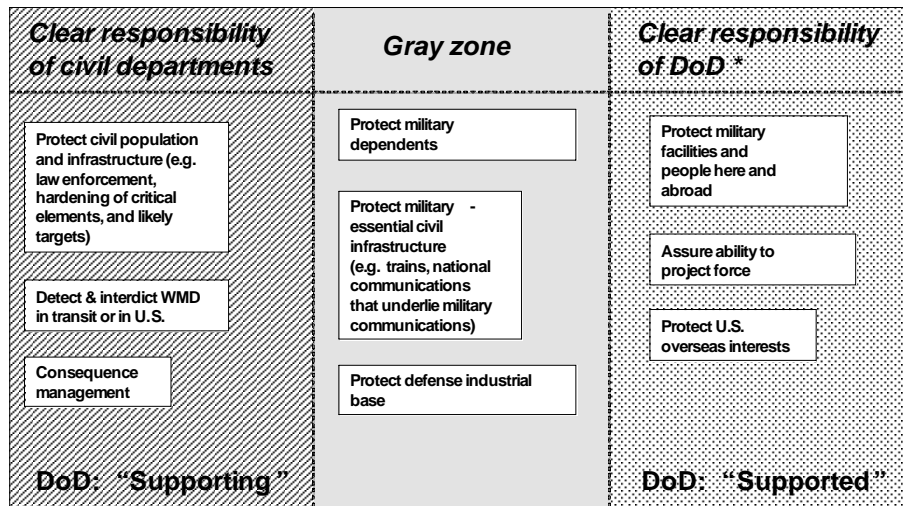 Clear responsibility
of civil departments
Protect civil population
and infrastructure (e.g.
law enforcement,
hardening of critical
elements, and likely
targets)
Detect & interdict WMD
in transit or in U.S.
Consequence
management
DoD: “Supporting”
Gray zone
Protect military
dependents
Protect military -
essential civil
infrastructure
(e.g. trains, national
communications
that underlie military
communications)
Protect defense industrial
base
Clear responsibility
of DoD *
Protect military
facilities and
people here and
abroad
Assure ability to
project force
Protect U.S.
overseas interests
DoD: “Supported”